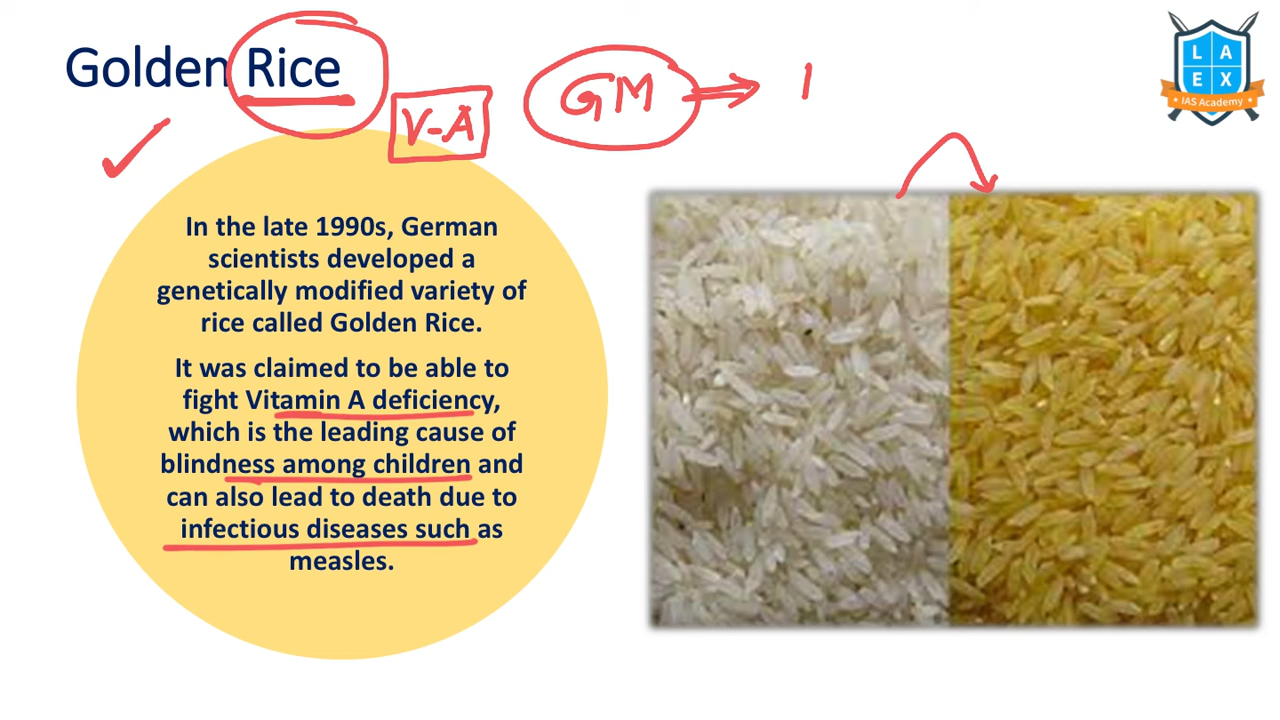 Golden Rice
V-A
GM
L A
E X
IAS Academy
In the late 1990s, German
scientists developed a
genetically modified variety of
rice called Golden Rice.
It was claimed to be able to
fight Vitamin A deficiency,
which is the leading cause of
blindness among children and
can also lead to death due to
infectious diseases such as
measles.